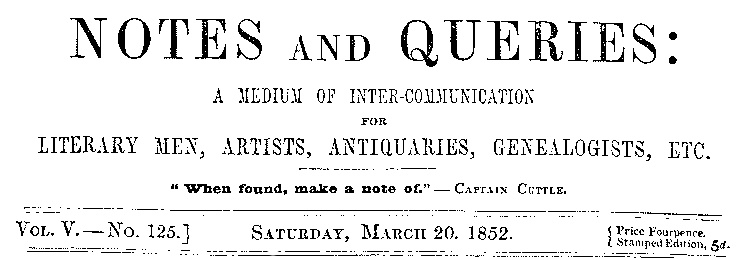 NOTES AND QUERIES:
A MEDIUM OF INTER-COMMUNICATION
FOR
LITERARY MEN, ARTISTS, ANTIQUARIES, GENEALOGISTS, ETC.
"When found, make a note of."—CAPTAIN CUTTLE.
VOL. V.—No. 125.] SATURDAY, MARCH 20. 1852. { Price Fourpence.
{ Stamped Edition, 5d.